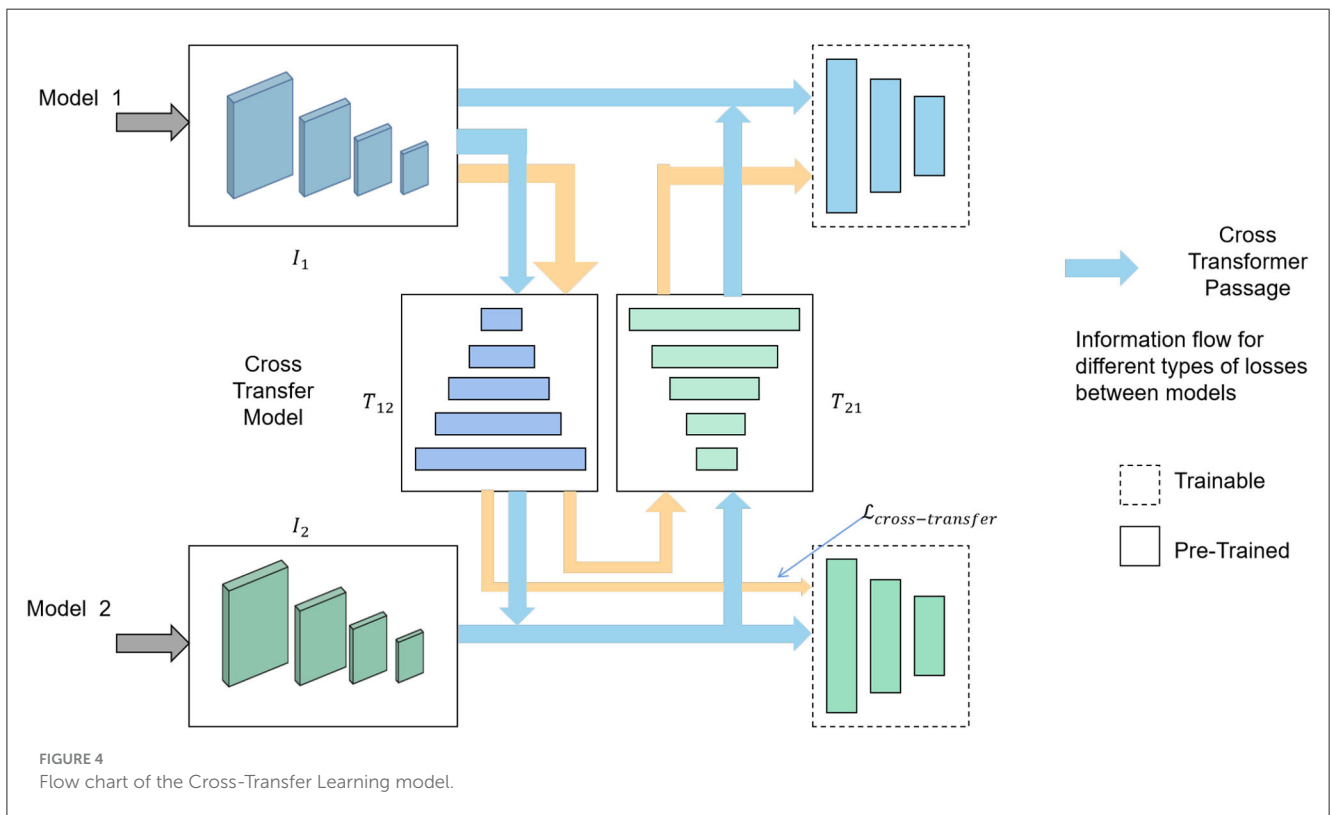 Model 1
I₁
Cross
Transformer
Passage
Information flow for
different types of losses
between models
Cross
Transfer
Model
T₁₂
T₂₁
Trainable
Pre-Trained
ℒcross−transfer
I₂
Model 2
FIGURE 4
Flow chart of the Cross-Transfer Learning model.